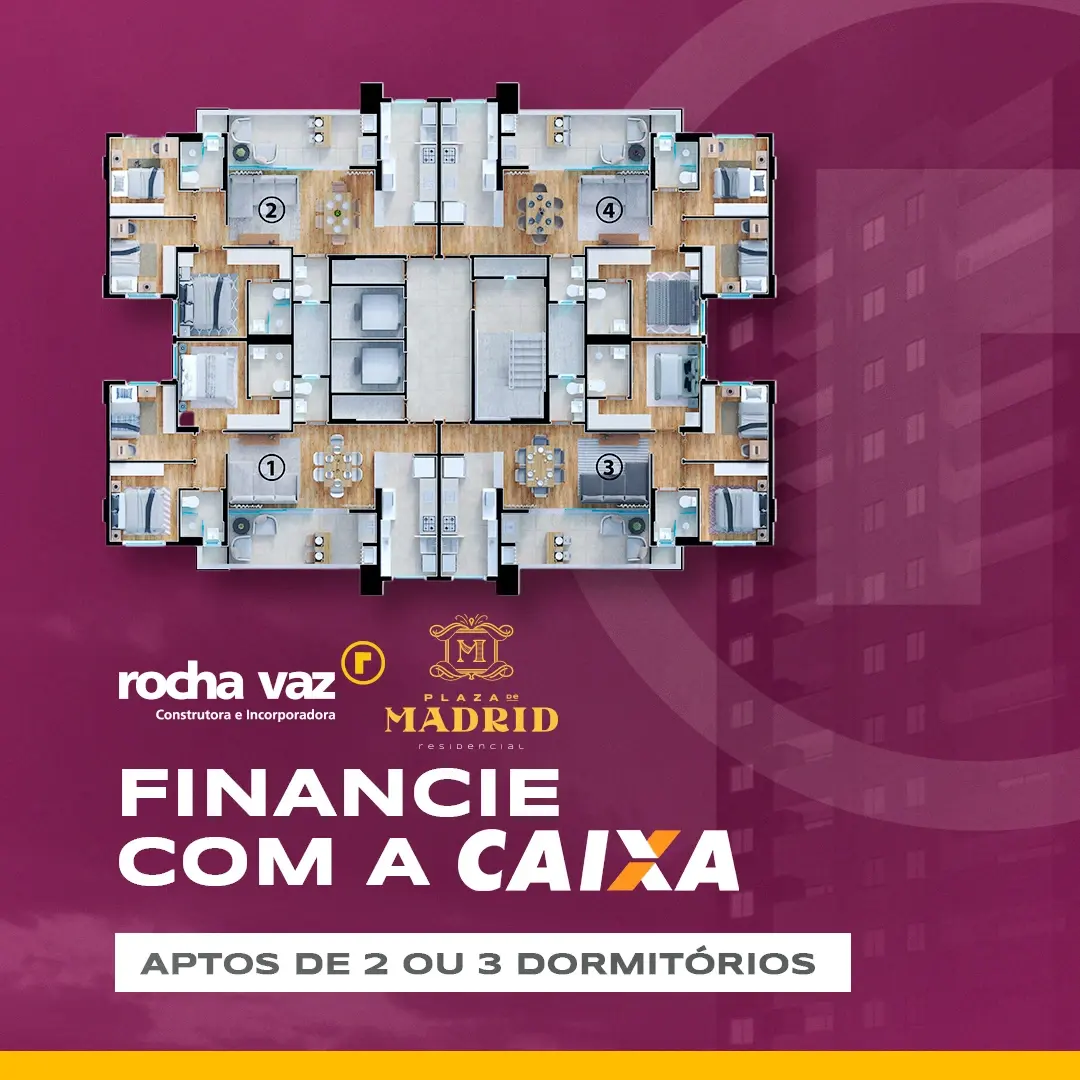 2
4
1
3
rocha vaz r
Construtora e Incorporadora
M
PLAZA DE
MADRID
residencial
FINANCIE
COM A CAIXA
APTOS DE 2 OU 3 DORMITÓRIOS